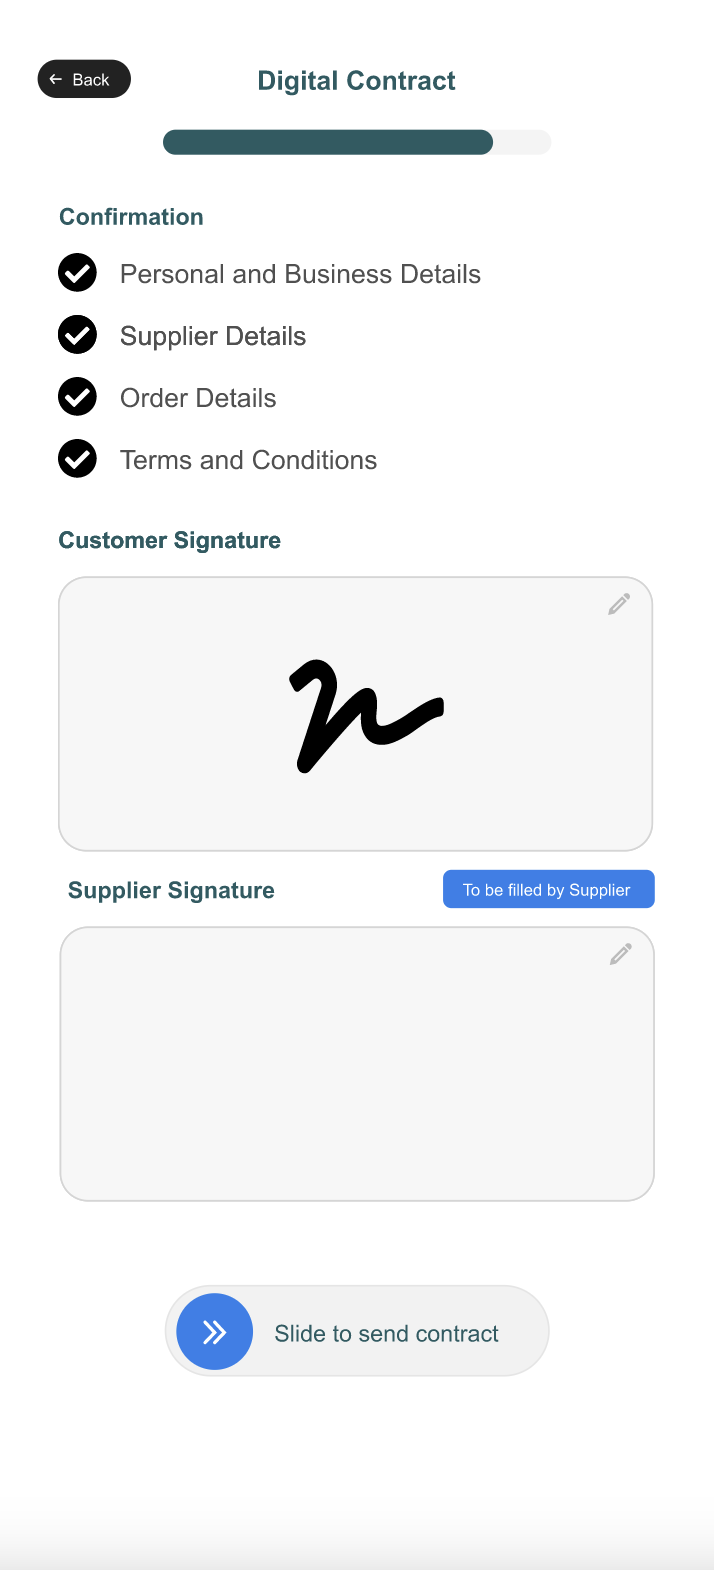 Back
Digital Contract
Confirmation
Personal and Business Details
Supplier Details
Order Details
Terms and Conditions
Customer Signature
Supplier Signature
To be filled by Supplier
Slide to send contract